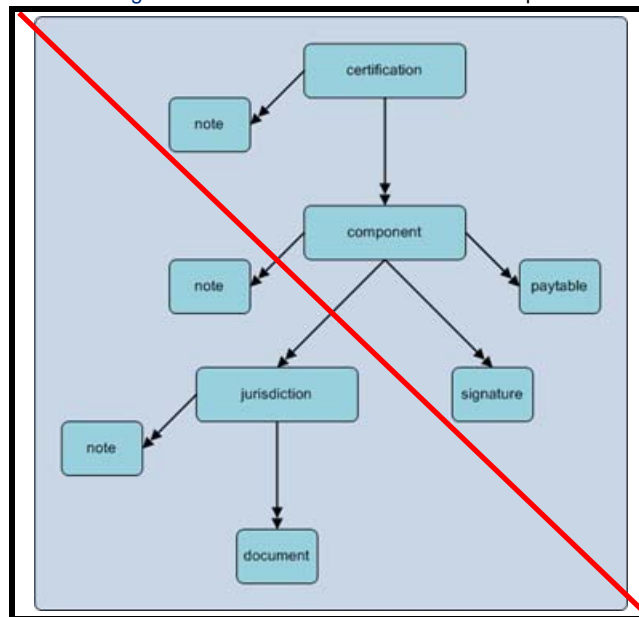 certification
note
component
note
paytable
jurisdiction
signature
note
document